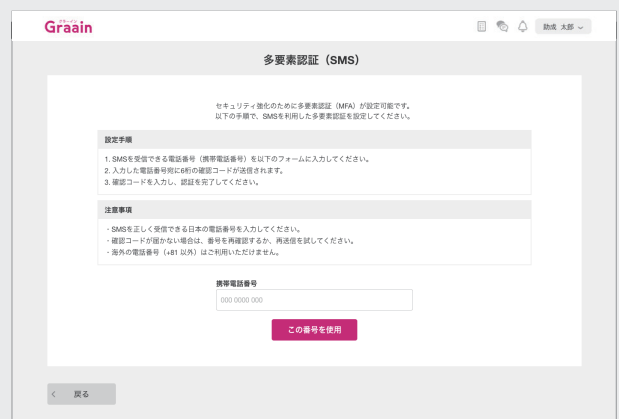 グラーイン
Graain
助成 太郎
多要素認証（SMS）
セキュリティ強化のために多要素認証（MFA）が設定可能です。
以下の手順で、SMSを利用した多要素認証を設定してください。
設定手順
1. SMSを受信できる電話番号（携帯電話番号）を以下のフォームに入力してください。
2. 入力した電話番号宛に6桁の確認コードが送信されます。
3. 確認コードを入力し、認証を完了してください。
注意事項
・SMSを正しく受信できる日本の電話番号を入力してください。
・確認コードが届かない場合は、番号を再確認するか、再送信を試してください。
・海外の電話番号（+81 以外）はご利用いただけません。
携帯電話番号
000 0000 000
この番号を使用
戻る